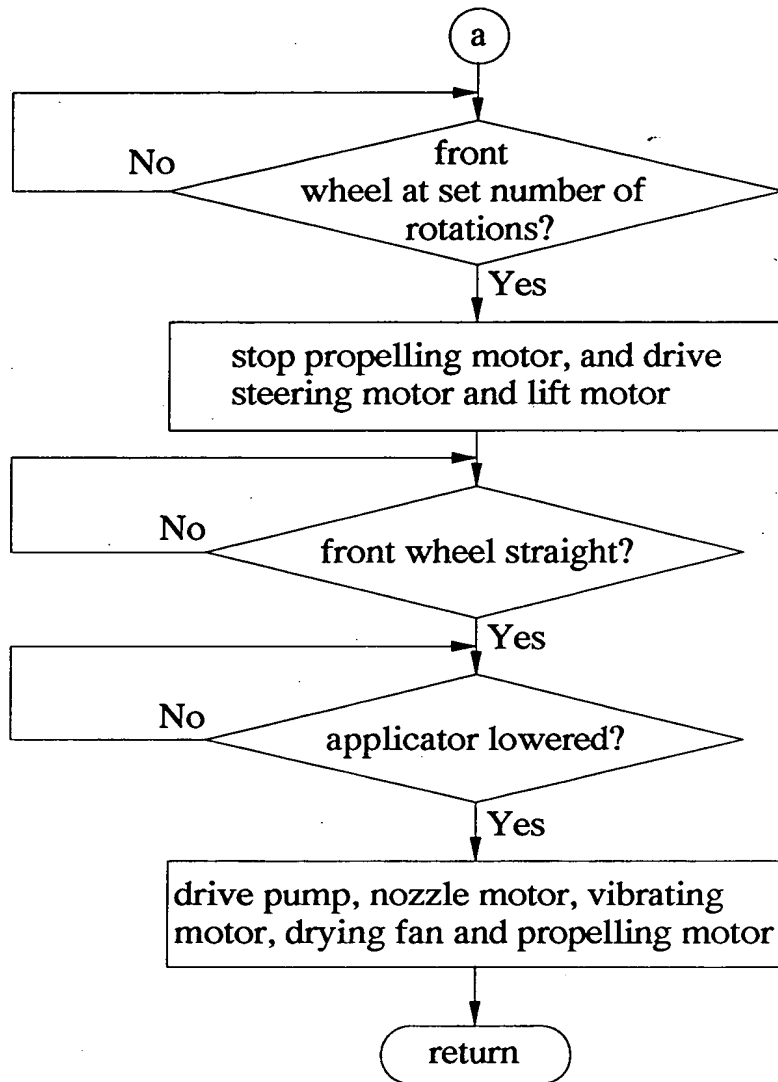 a
front
wheel at set number of
rotations?
No
Yes
stop propelling motor, and drive
steering motor and lift motor
No
front wheel straight?
Yes
No
applicator lowered?
Yes
drive pump, nozzle motor, vibrating
motor, drying fan and propelling motor
return